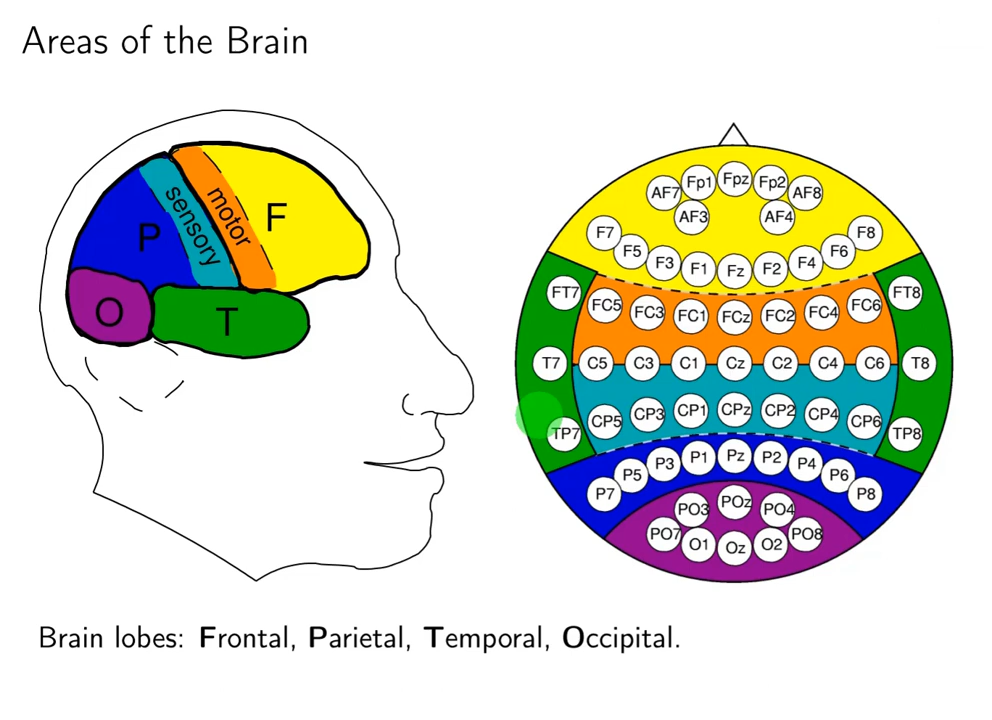 Areas of the Brain
P
sensory
motor
F
O
T
Fp1 Fpz Fp2
AF7 AF8
AF3 AF4
F7 F5 F3 F1 Fz F2 F4 F6 F8
FT7 FC5 FC3 FC1 FCz FC2 FC4 FC6 FT8
T7 C5 C3 C1 Cz C2 C4 C6 T8
TP7 CP5 CP3 CP1 CPz CP2 CP4 CP6 TP8
P7 P5 P3 P1 Pz P2 P4 P6 P8
PO3 POz PO4
PO7 PO8
O1 Oz O2
Brain lobes: Frontal, Parietal, Temporal, Occipital.